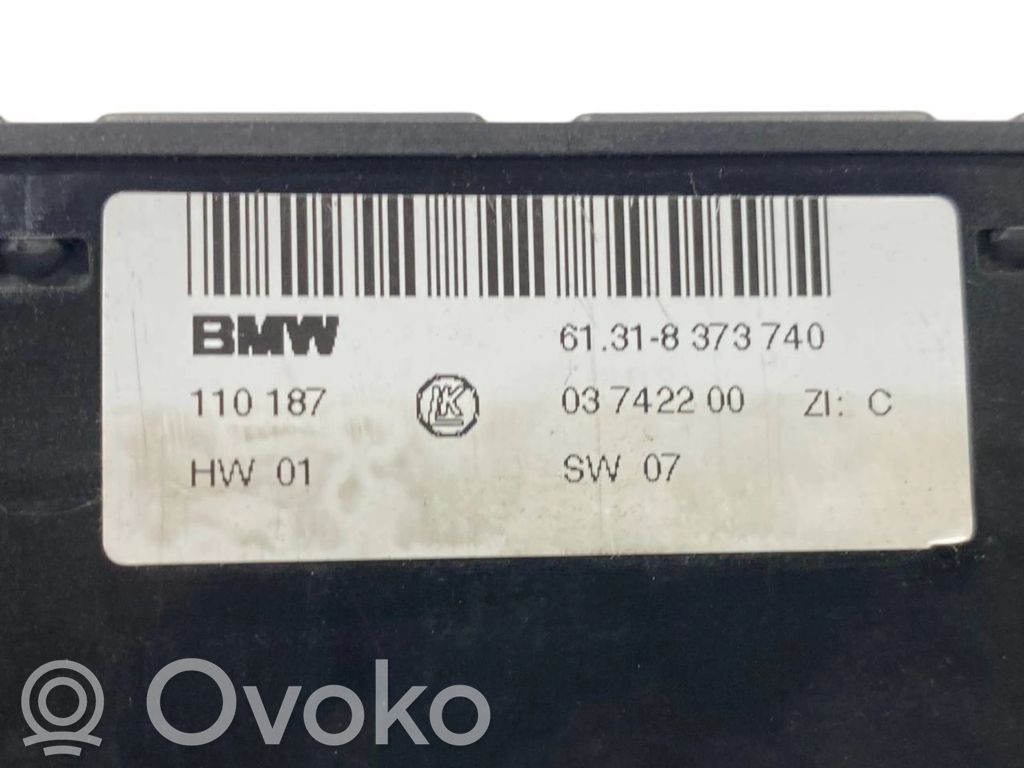 BMW 61.31-8 373 740
110 187 K 03 7422 00 ZI: C
HW 01 SW 07
Ovoko